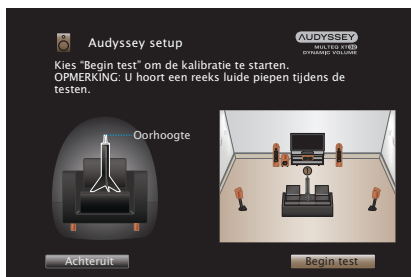 Audyssey setup
AUDYSSEY
MULTEQ XT32
DYNAMIC VOLUME
Kies “Begin test” om de kalibratie te starten.
OPMERKING: U hoort een reeks luide piepen tijdens de
testen.
Oorhoogte
Achteruit
Begin test